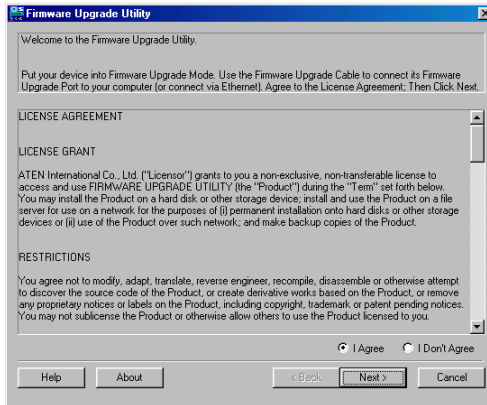 Firmware Upgrade Utility
Welcome to the Firmware Upgrade Utility.
Put your device into Firmware Upgrade Mode. Use the Firmware Upgrade Cable to connect its Firmware
Upgrade Port to your computer (or connect via Ethernet). Agree to the License Agreement; Then Click Next.
LICENSE AGREEMENT
LICENSE GRANT
ATEN International Co., Ltd. ("Licensor") grants to you a non-exclusive, non-transferable license to
access and use FIRMWARE UPGRADE UTILITY (the "Product") during the "Term" set forth below.
You may install the Product on a hard disk or other storage device; install and use the Product on a file
server for use on a network for the purposes of (i) permanent installation onto hard disks or other storage
devices or (ii) use of the Product over such network; and make backup copies of the Product.
RESTRICTIONS
You agree not to modify, adapt, translate, reverse engineer, recompile, disassemble or otherwise attempt
to discover the source code of the Product, or create derivative works based on the Product, or remove
any proprietary notices or labels on the Product, including copyright, trademark or patent pending notices.
You may not sublicense the Product or otherwise allow others to use the Product licensed to you.
I Agree I Don't Agree
Help About < Back Next > Cancel